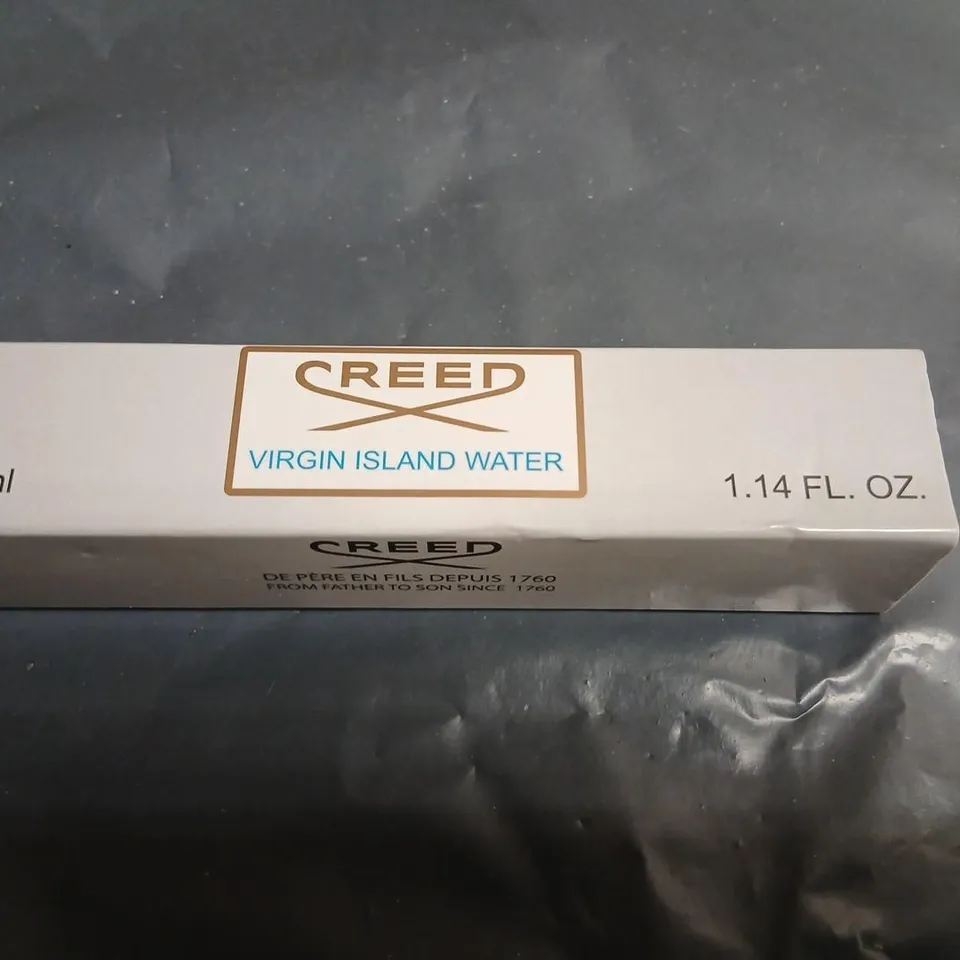 CREED
VIRGIN ISLAND WATER
ml
1.14 FL. OZ.
CREED
DE PÈRE EN FILS DEPUIS 1760
FROM FATHER TO SON SINCE 1760